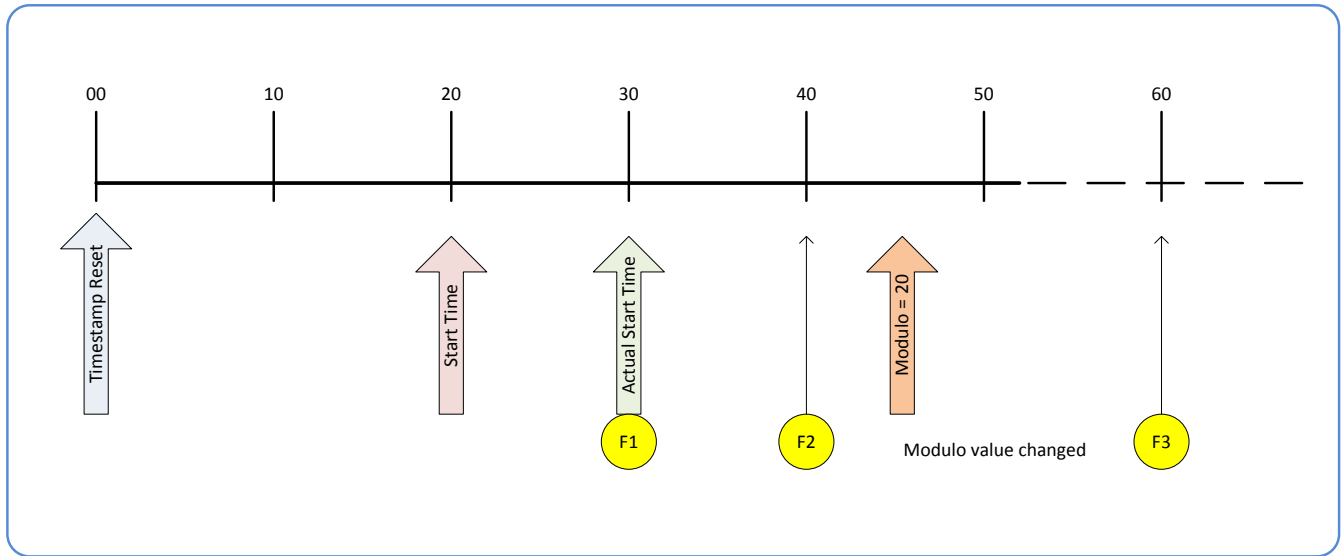 00 10 20 30 40 50 60
Timestamp Reset
Start Time
Actual Start Time
Modulo = 20
F1 F2 Modulo value changed F3